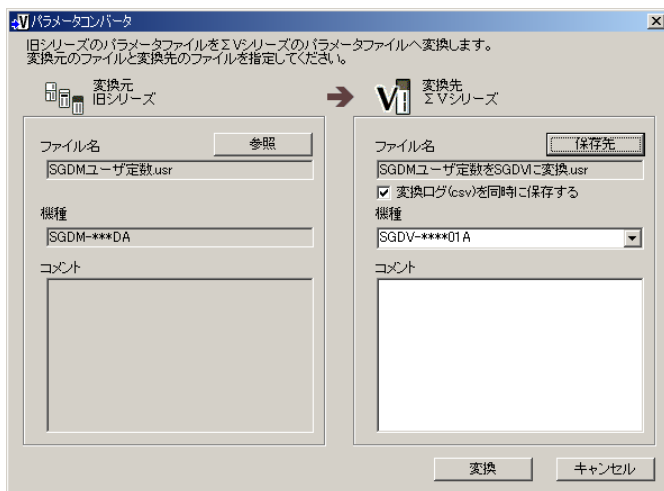 パラメータコンバータ
旧シリーズのパラメータファイルをΣVシリーズのパラメータファイルへ変換します。
変換元のファイルと変換先のファイルを指定してください。
変換元
旧シリーズ
変換先
ΣVシリーズ
ファイル名
参照
SGDMユーザ定数.usr
機種
SGDM-***DA
コメント
ファイル名
保存先
SGDMユーザ定数をSGDVに変換.usr
変換ログ(csv)を同時に保存する
機種
SGDV-****01A
コメント
変換
キャンセル